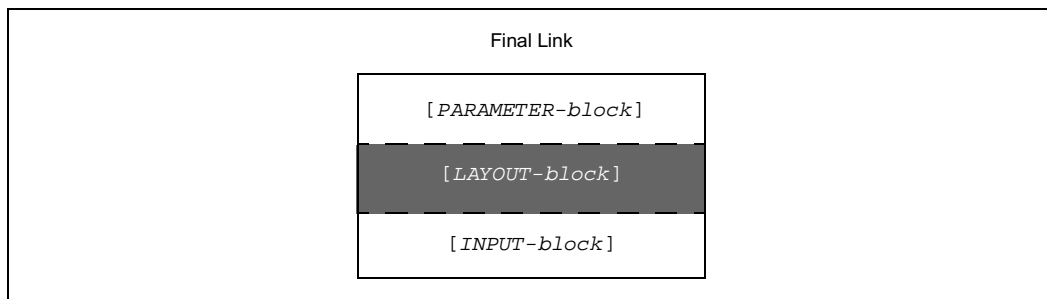 Final Link
[PARAMETER-block]
[LAYOUT-block]
[INPUT-block]